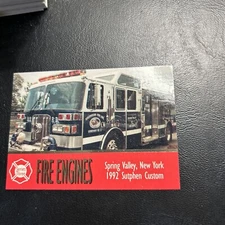 FIRE ENGINES
Spring Valley, New York
1992 Sutphen Custom